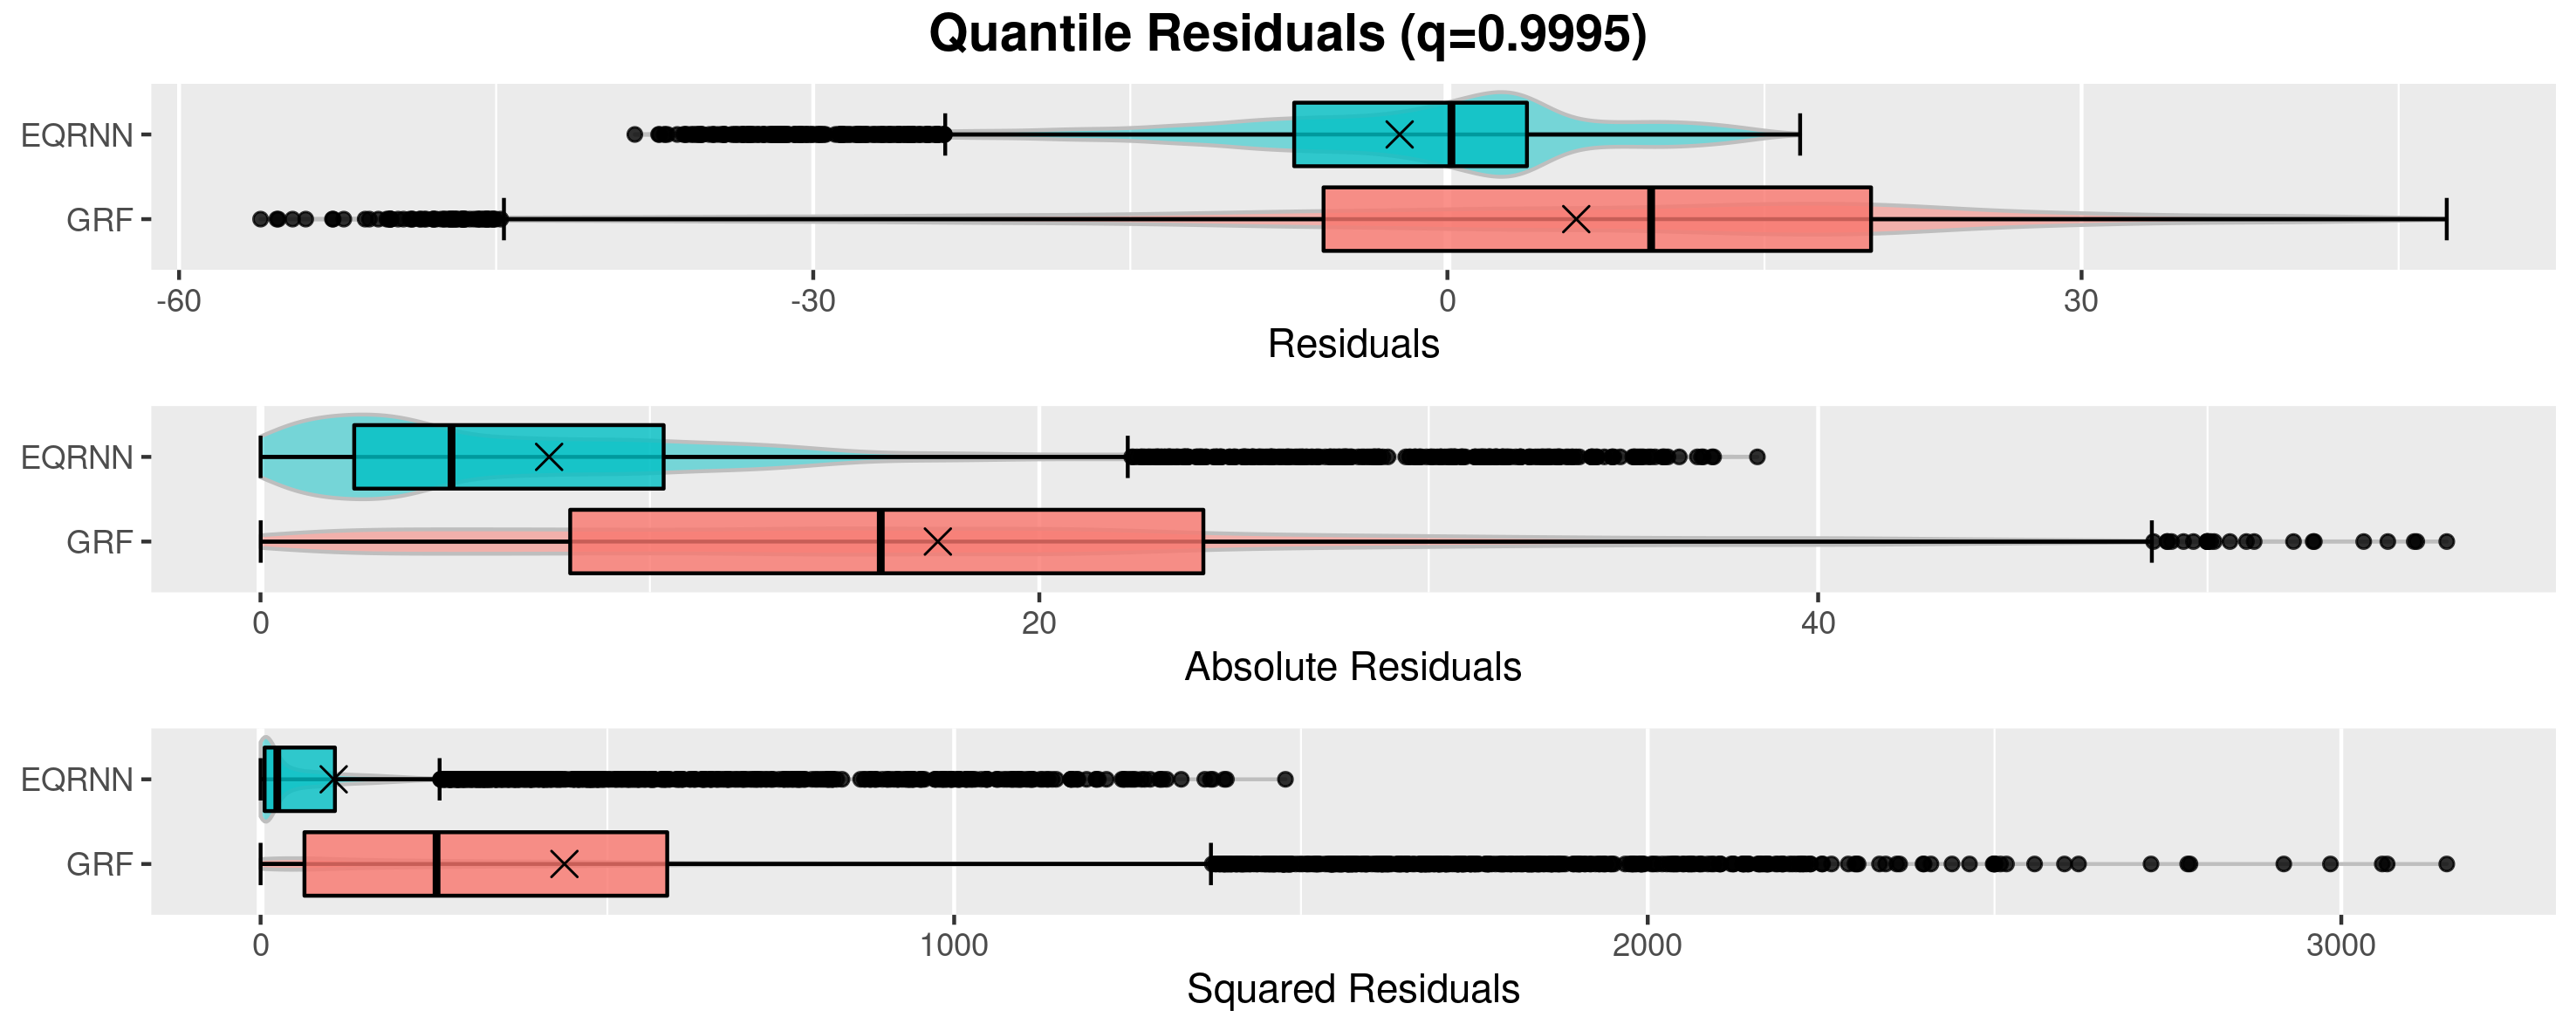 Quantile Residuals (q=0.9995)
EQRNN
GRF
-60 -30 0 30
Residuals
EQRNN
GRF
0 20 40
Absolute Residuals
EQRNN
GRF
0 1000 2000 3000
Squared Residuals